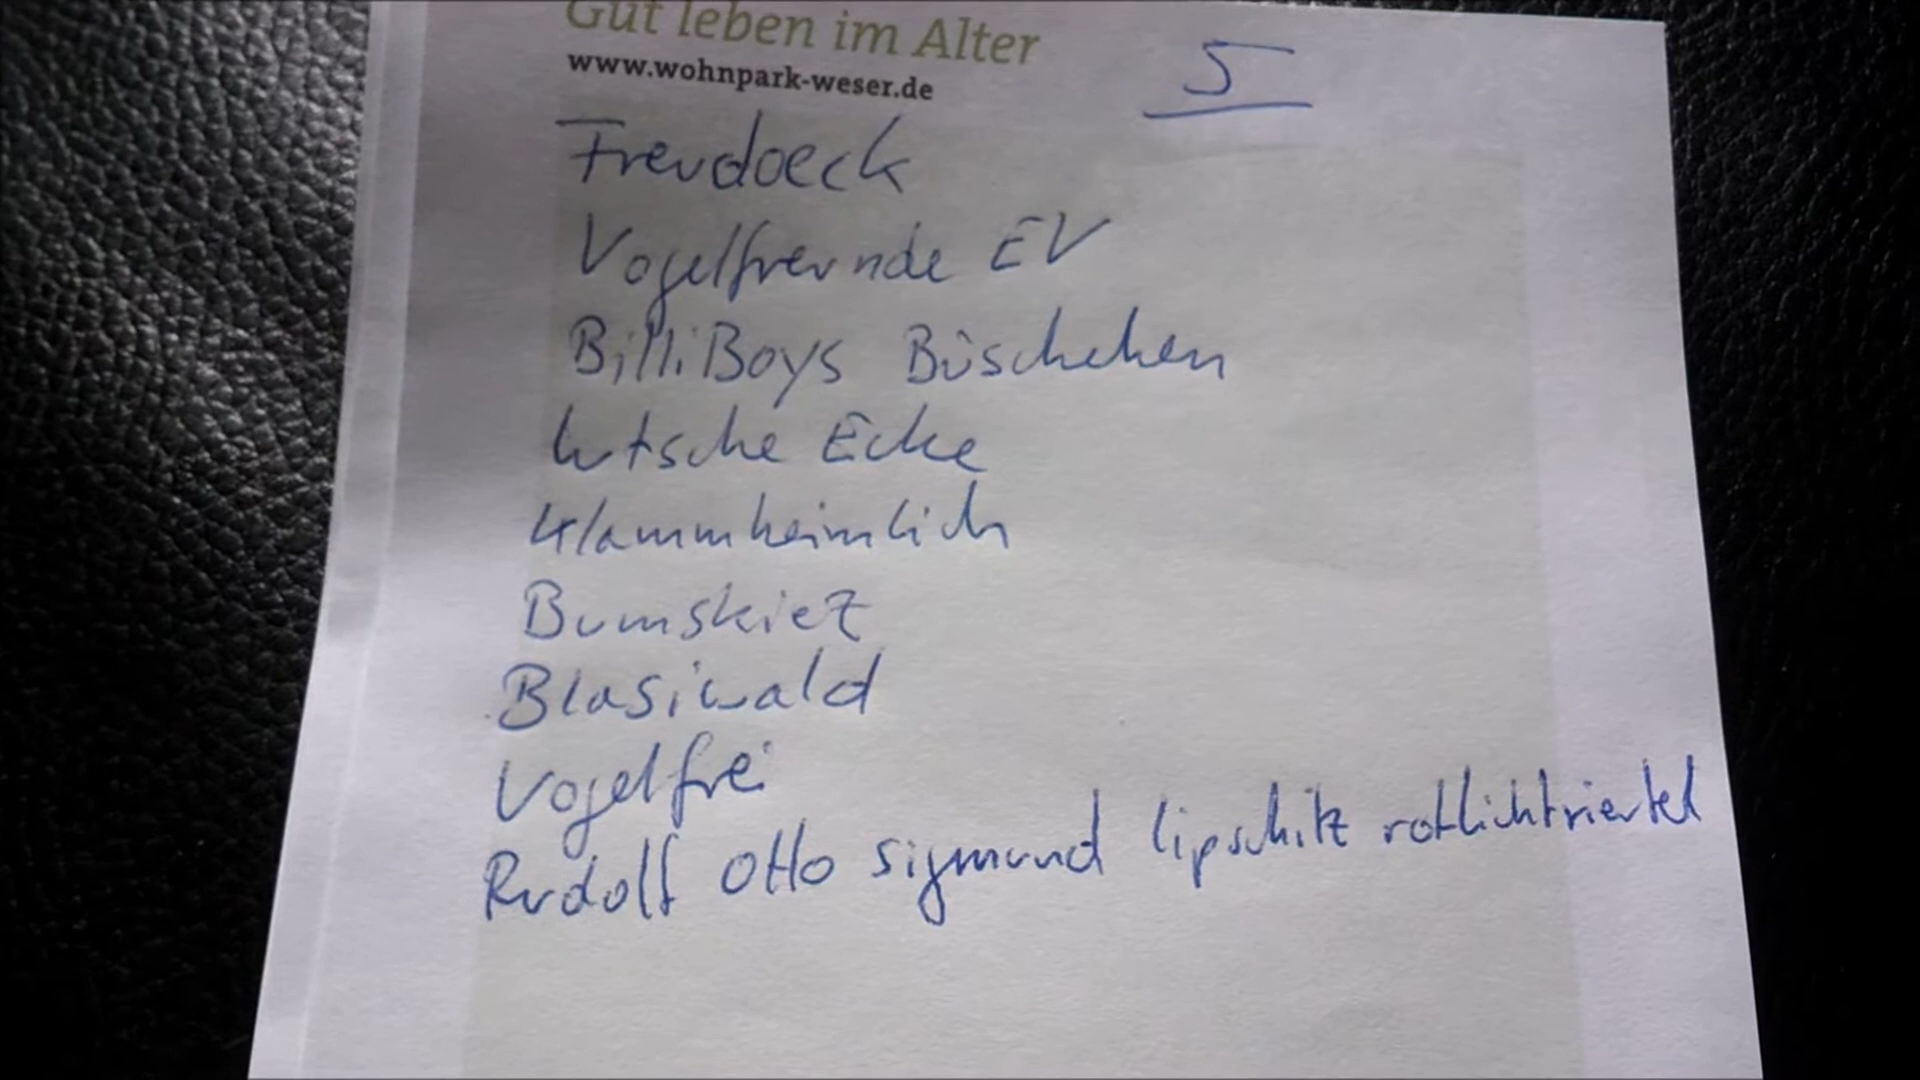 Gut leben im Alter
www.wohnpark-weser.de
5
Freudoeck
Vogelfreunde EV
BilliBoys Büschchen
lutsche Ecke
Klammheimlich
Bumskiez
Blasiwald
Vogelfrei
Rudolf Otto sigmund lipschitz rotlichtviertel